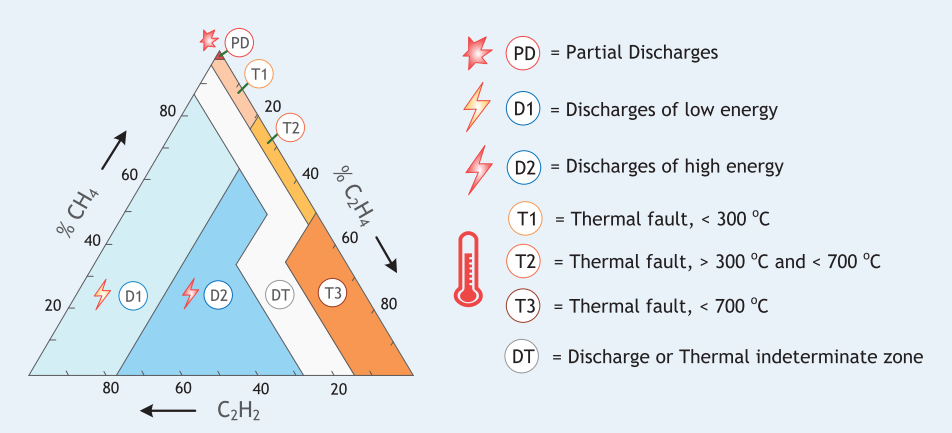 PD
T1
20
T2
80
40
% C₂H₄
60
% CH₄
40
60
20
D1
D2
DT
T3
80
80
60
40
20
C₂H₂
PD = Partial Discharges
D1 = Discharges of low energy
D2 = Discharges of high energy
T1 = Thermal fault, < 300 °C
T2 = Thermal fault, > 300 °C and < 700 °C
T3 = Thermal fault, < 700 °C
DT = Discharge or Thermal indeterminate zone